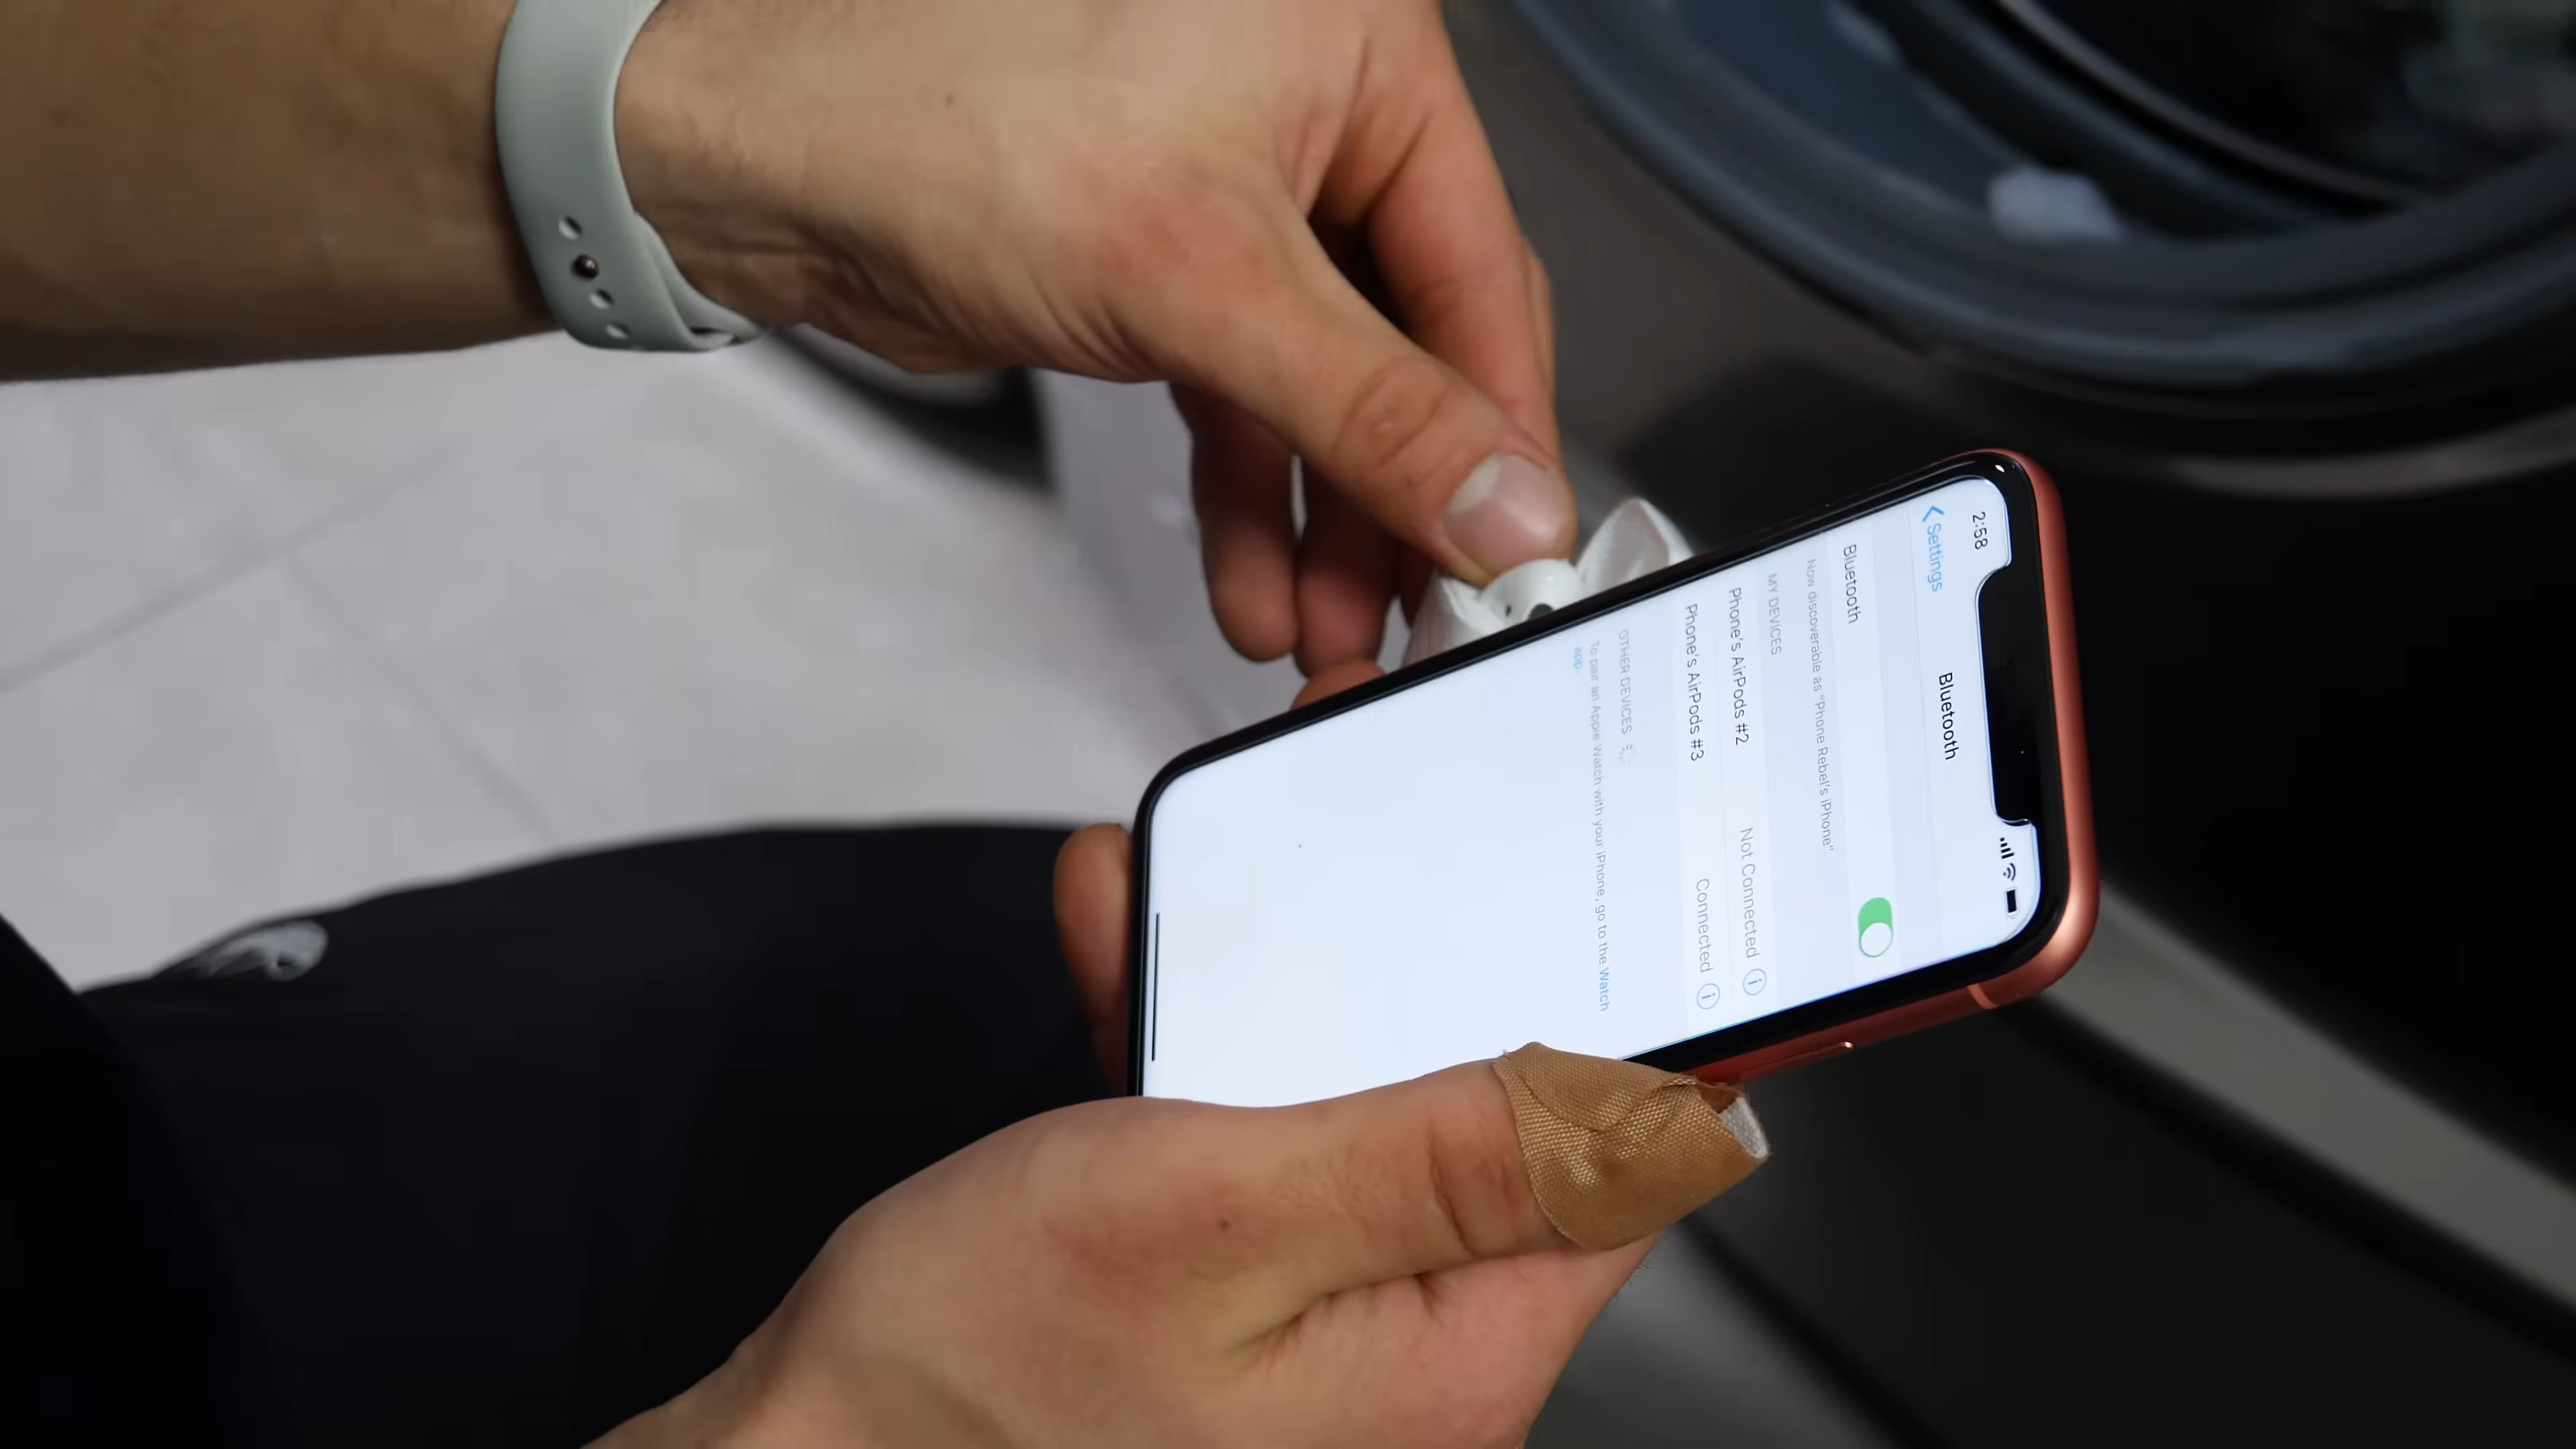 2:58
Settings
Bluetooth
Bluetooth
Now discoverable as "Phone Rebel's iPhone".
MY DEVICES
Phone's AirPods #2 Not Connected
Phone's AirPods #3 Connected
OTHER DEVICES
To pair an Apple Watch with your iPhone, go to the Watch
app.